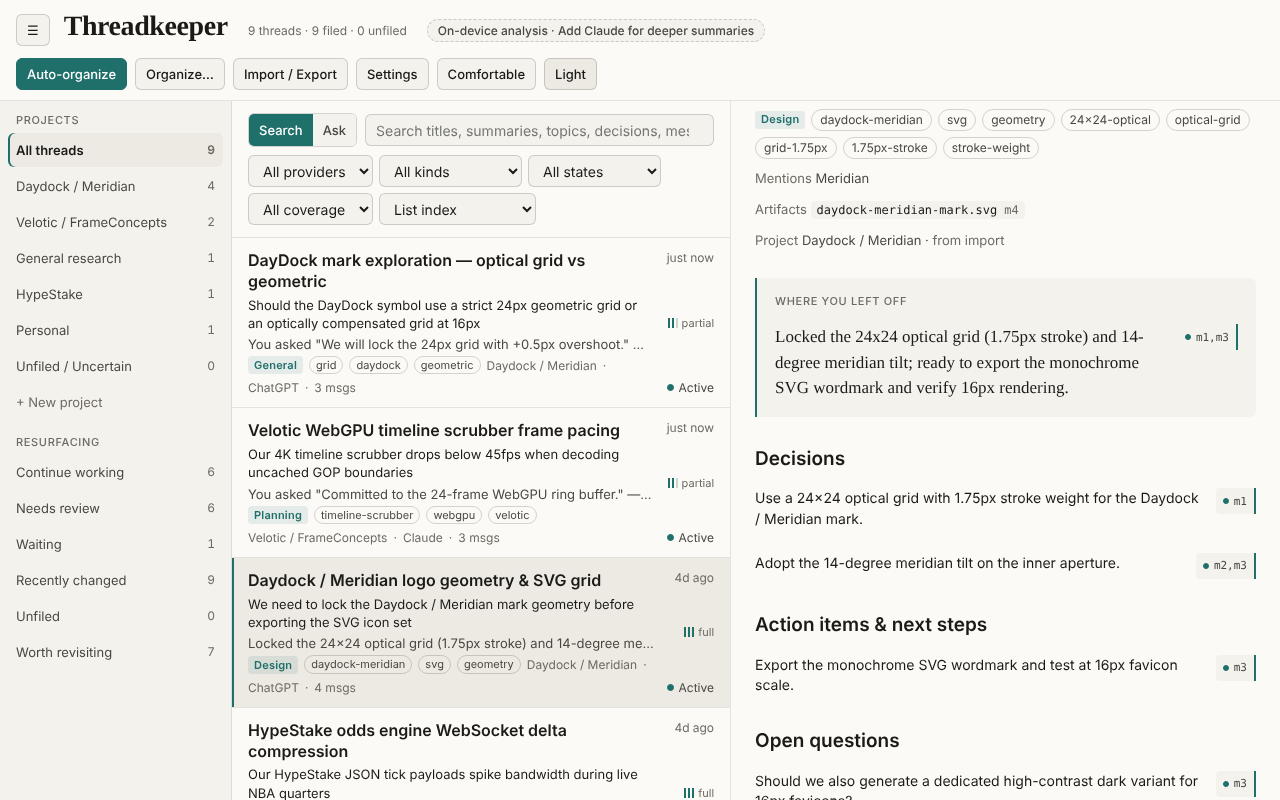 ☰
Threadkeeper
9 threads · 9 filed · 0 unfiled
On-device analysis · Add Claude for deeper summaries
Auto-organize
Organize...
Import / Export
Settings
Comfortable
Light
PROJECTS
All threads 9
Daydock / Meridian 4
Velotic / FrameConcepts 2
General research 1
HypeStake 1
Personal 1
Unfiled / Uncertain 0
+ New project
RESURFACING
Continue working 6
Needs review 6
Waiting 1
Recently changed 9
Unfiled 0
Worth revisiting 7
Search
Ask
Search titles, summaries, topics, decisions, mes
All providers
All kinds
All states
All coverage
List index
DayDock mark exploration — optical grid vs
geometric
just now
Should the DayDock symbol use a strict 24px geometric grid or
an optically compensated grid at 16px
partial
You asked "We will lock the 24px grid with +0.5px overshoot." …
General grid daydock geometric Daydock / Meridian ·
ChatGPT · 3 msgs
Active
Velotic WebGPU timeline scrubber frame pacing
just now
Our 4K timeline scrubber drops below 45fps when decoding
uncached GOP boundaries
partial
You asked "Committed to the 24-frame WebGPU ring buffer." —…
Planning timeline-scrubber webgpu velotic
Velotic / FrameConcepts · Claude · 3 msgs
Active
Daydock / Meridian logo geometry & SVG grid
4d ago
We need to lock the Daydock / Meridian mark geometry before
exporting the SVG icon set
full
Locked the 24×24 optical grid (1.75px stroke) and 14-degree me…
Design daydock-meridian svg geometry Daydock / Meridian ·
ChatGPT · 4 msgs
Active
HypeStake odds engine WebSocket delta
compression
4d ago
Our HypeStake JSON tick payloads spike bandwidth during live
NBA quarters
full
Design daydock-meridian svg geometry 24×24-optical optical-grid
grid-1.75px 1.75px-stroke stroke-weight
Mentions Meridian
Artifacts daydock-meridian-mark.svg m4
Project Daydock / Meridian · from import
WHERE YOU LEFT OFF
Locked the 24x24 optical grid (1.75px stroke) and 14-
degree meridian tilt; ready to export the monochrome
SVG wordmark and verify 16px rendering.
m1,m3
Decisions
Use a 24×24 optical grid with 1.75px stroke weight for the Daydock
/ Meridian mark.
m1
Adopt the 14-degree meridian tilt on the inner aperture.
m2,m3
Action items & next steps
Export the monochrome SVG wordmark and test at 16px favicon
scale.
m3
Open questions
Should we also generate a dedicated high-contrast dark variant for
16px favicons?
m3